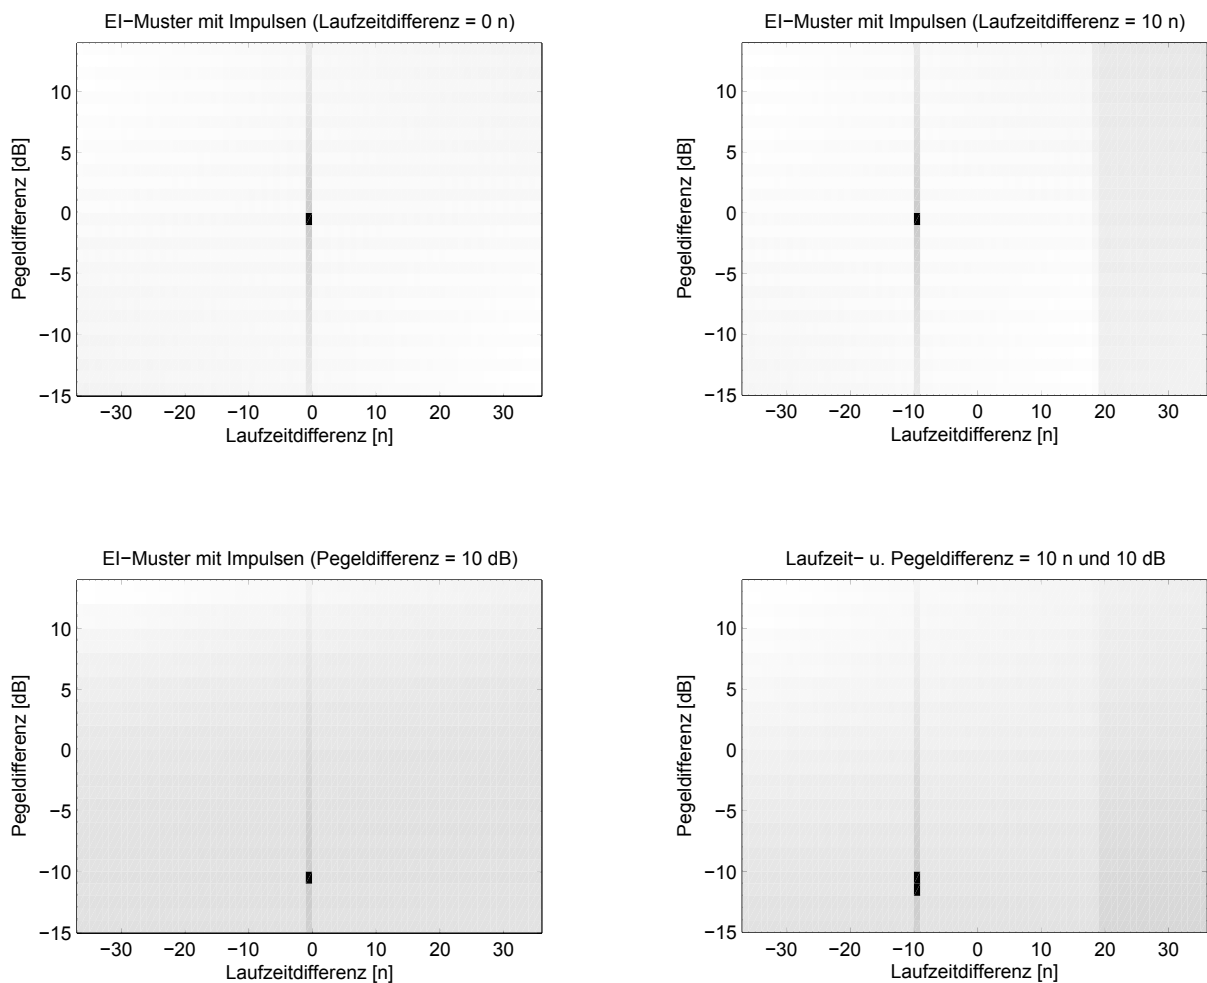 EI−Muster mit Impulsen (Laufzeitdifferenz = 0 n)
10
5
0
−5
−10
−15
Pegeldifferenz [dB]
−30 −20 −10 0 10 20 30
Laufzeitdifferenz [n]
EI−Muster mit Impulsen (Laufzeitdifferenz = 10 n)
10
5
0
−5
−10
−15
Pegeldifferenz [dB]
−30 −20 −10 0 10 20 30
Laufzeitdifferenz [n]
EI−Muster mit Impulsen (Pegeldifferenz = 10 dB)
10
5
0
−5
−10
−15
Pegeldifferenz [dB]
−30 −20 −10 0 10 20 30
Laufzeitdifferenz [n]
Laufzeit− u. Pegeldifferenz = 10 n und 10 dB
10
5
0
−5
−10
−15
Pegeldifferenz [dB]
−30 −20 −10 0 10 20 30
Laufzeitdifferenz [n]